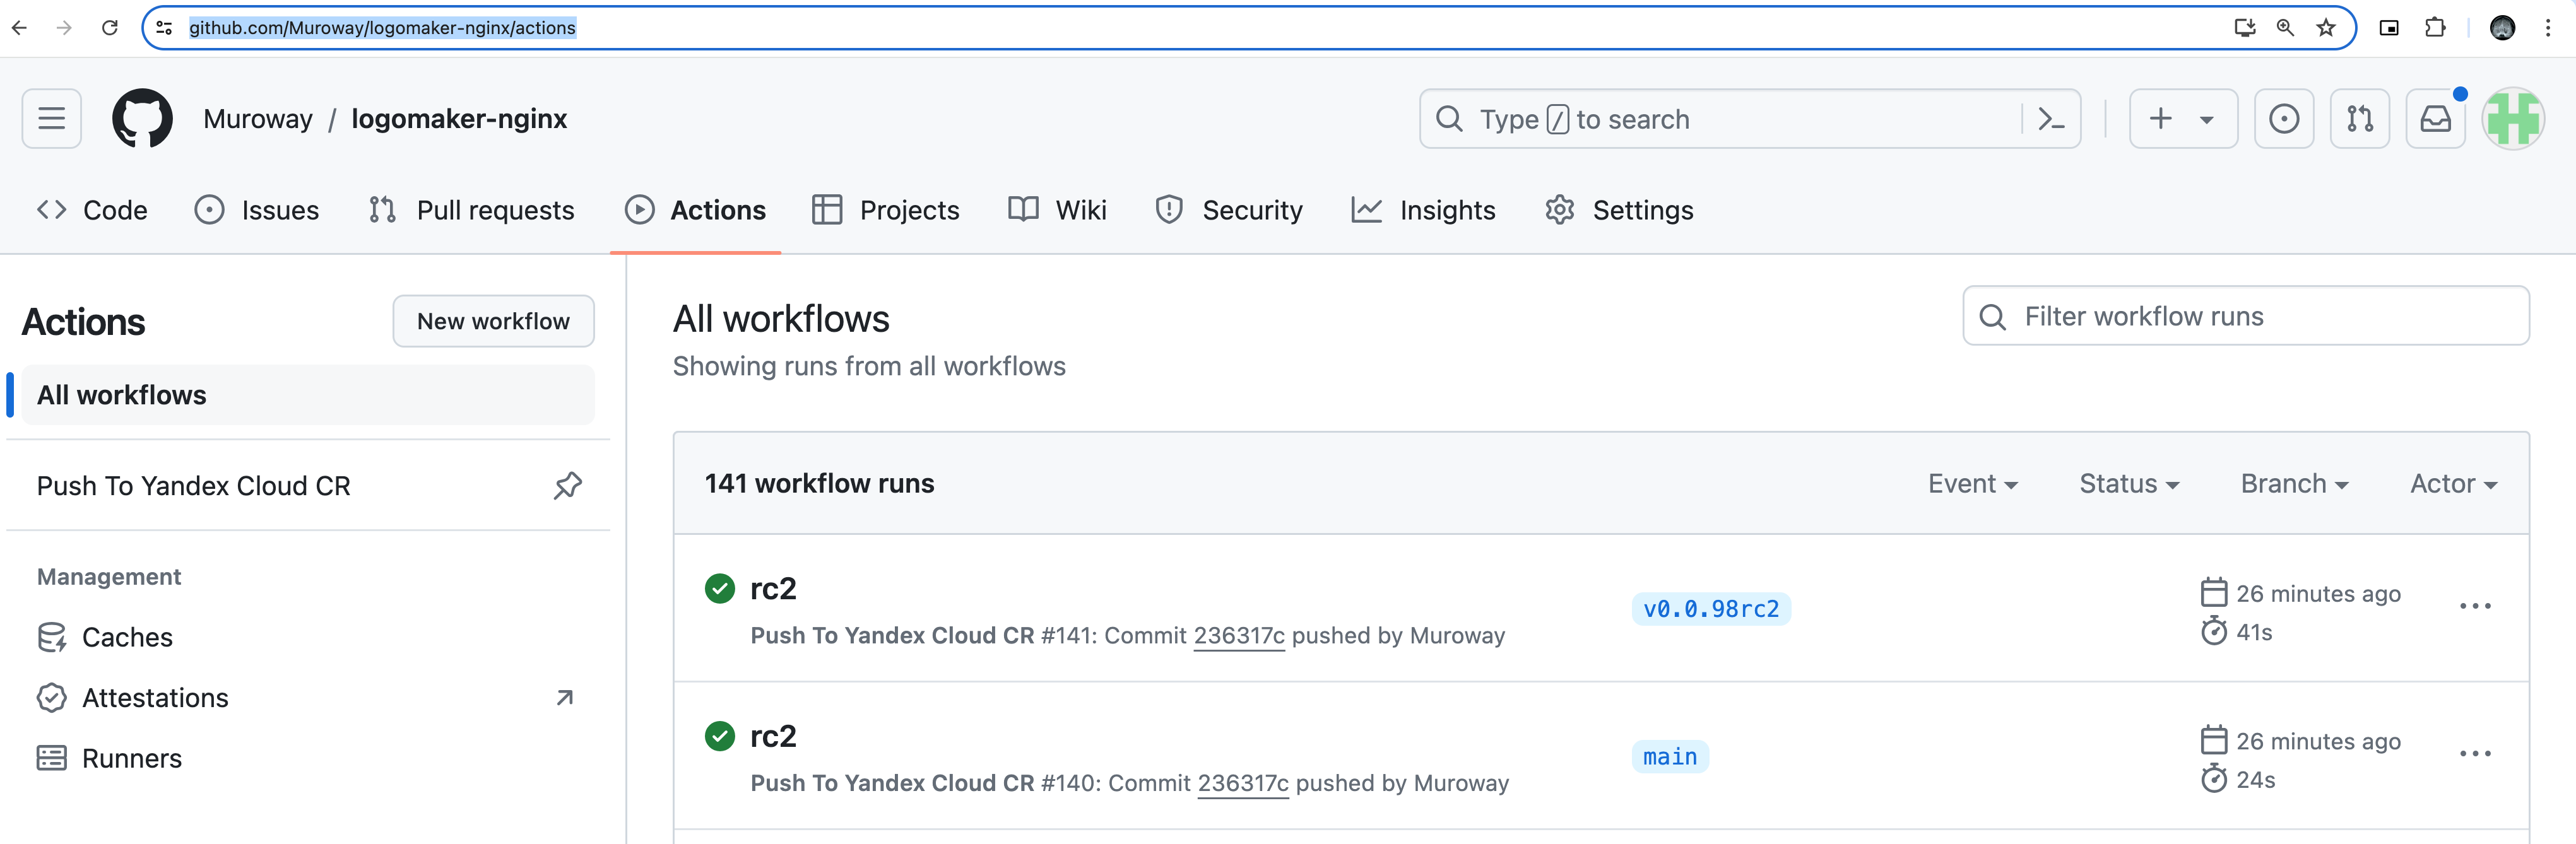 github.com/Muroway/logomaker-nginx/actions
Muroway / logomaker-nginx
Type / to search
Code Issues Pull requests Actions Projects Wiki Security Insights Settings
Actions
New workflow
All workflows
Push To Yandex Cloud CR
Management
Caches
Attestations
Runners
All workflows
Showing runs from all workflows
Filter workflow runs
141 workflow runs
Event Status Branch Actor
rc2
Push To Yandex Cloud CR #141: Commit 236317c pushed by Muroway
v0.0.98rc2
26 minutes ago
41s
rc2
Push To Yandex Cloud CR #140: Commit 236317c pushed by Muroway
main
26 minutes ago
24s